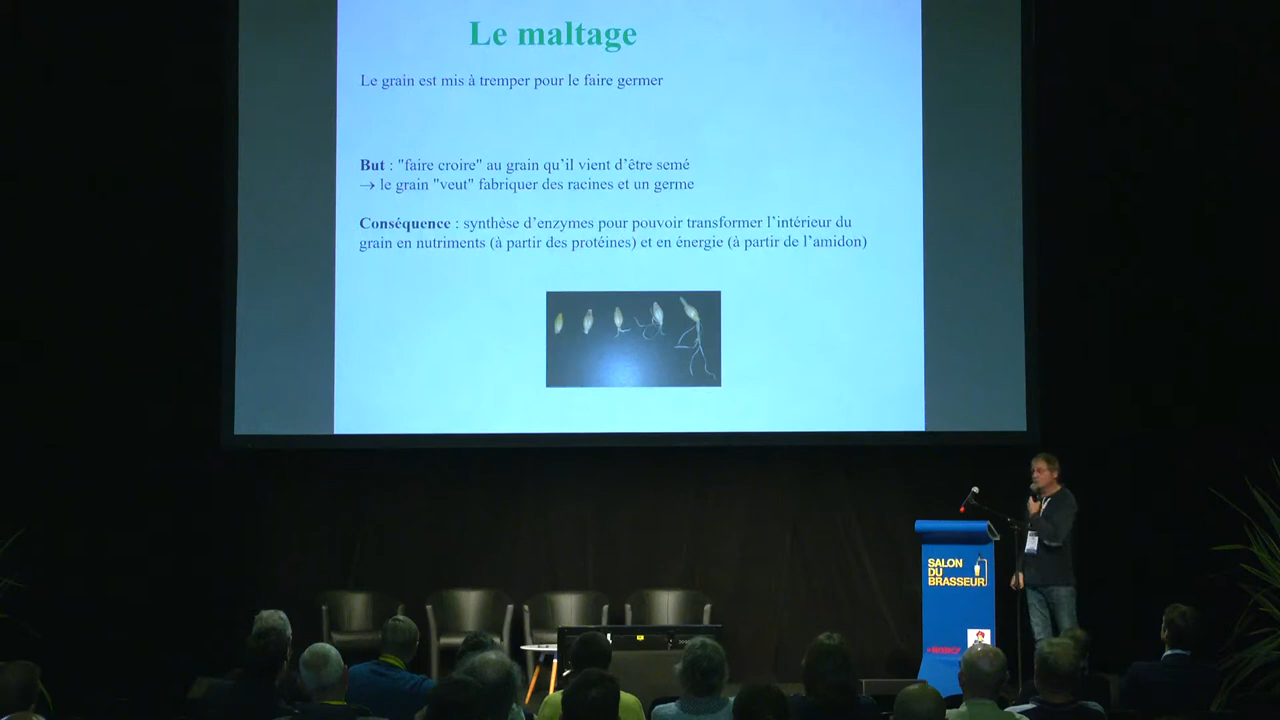 Le maltage
Le grain est mis à tremper pour le faire germer
But : "faire croire" au grain qu'il vient d'être semé
→ le grain "veut" fabriquer des racines et un germe
Conséquence : synthèse d'enzymes pour pouvoir transformer l'intérieur du
grain en nutriments (à partir des protéines) et en énergie (à partir de l'amidon)
SALON
DU
BRASSEUR